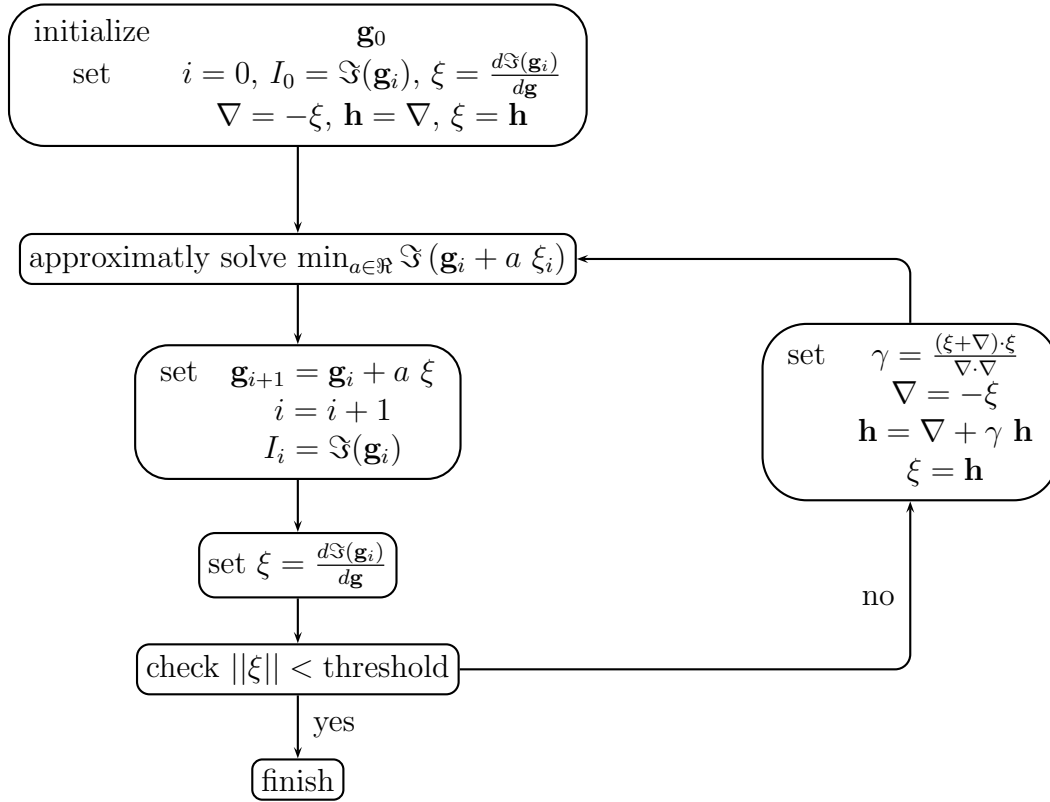 initialize g₀
set i = 0, I₀ = ℑ(gᵢ), ξ = dℑ(gᵢ)/dg
∇ = −ξ, h = ∇, ξ = h
approximatly solve min_{a∈ℜ} ℑ (gᵢ + a ξᵢ)
set gᵢ₊₁ = gᵢ + a ξ
i = i + 1
Iᵢ = ℑ(gᵢ)
set ξ = dℑ(gᵢ)/dg
check ||ξ|| < threshold
yes
finish
no
set γ = (ξ+∇)·ξ/∇·∇
∇ = −ξ
h = ∇ + γ h
ξ = h